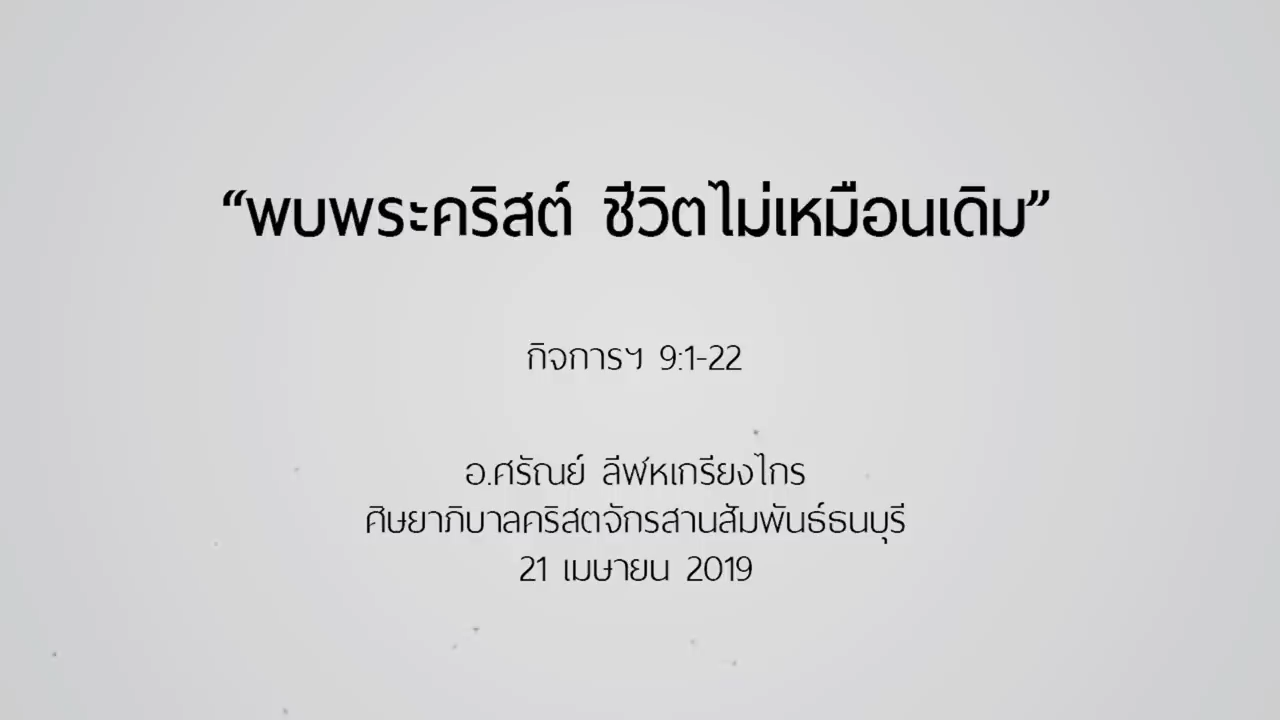 “พบพระคริสต์ ชีวิตไม่เหมือนเดิม”
กิจการฯ 9:1-22
อ.ศรัณย์ ลีฬหเกรียงไกร
ศิษยาภิบาลคริสตจักรสานสัมพันธ์ธนบุรี
21 เมษายน 2019